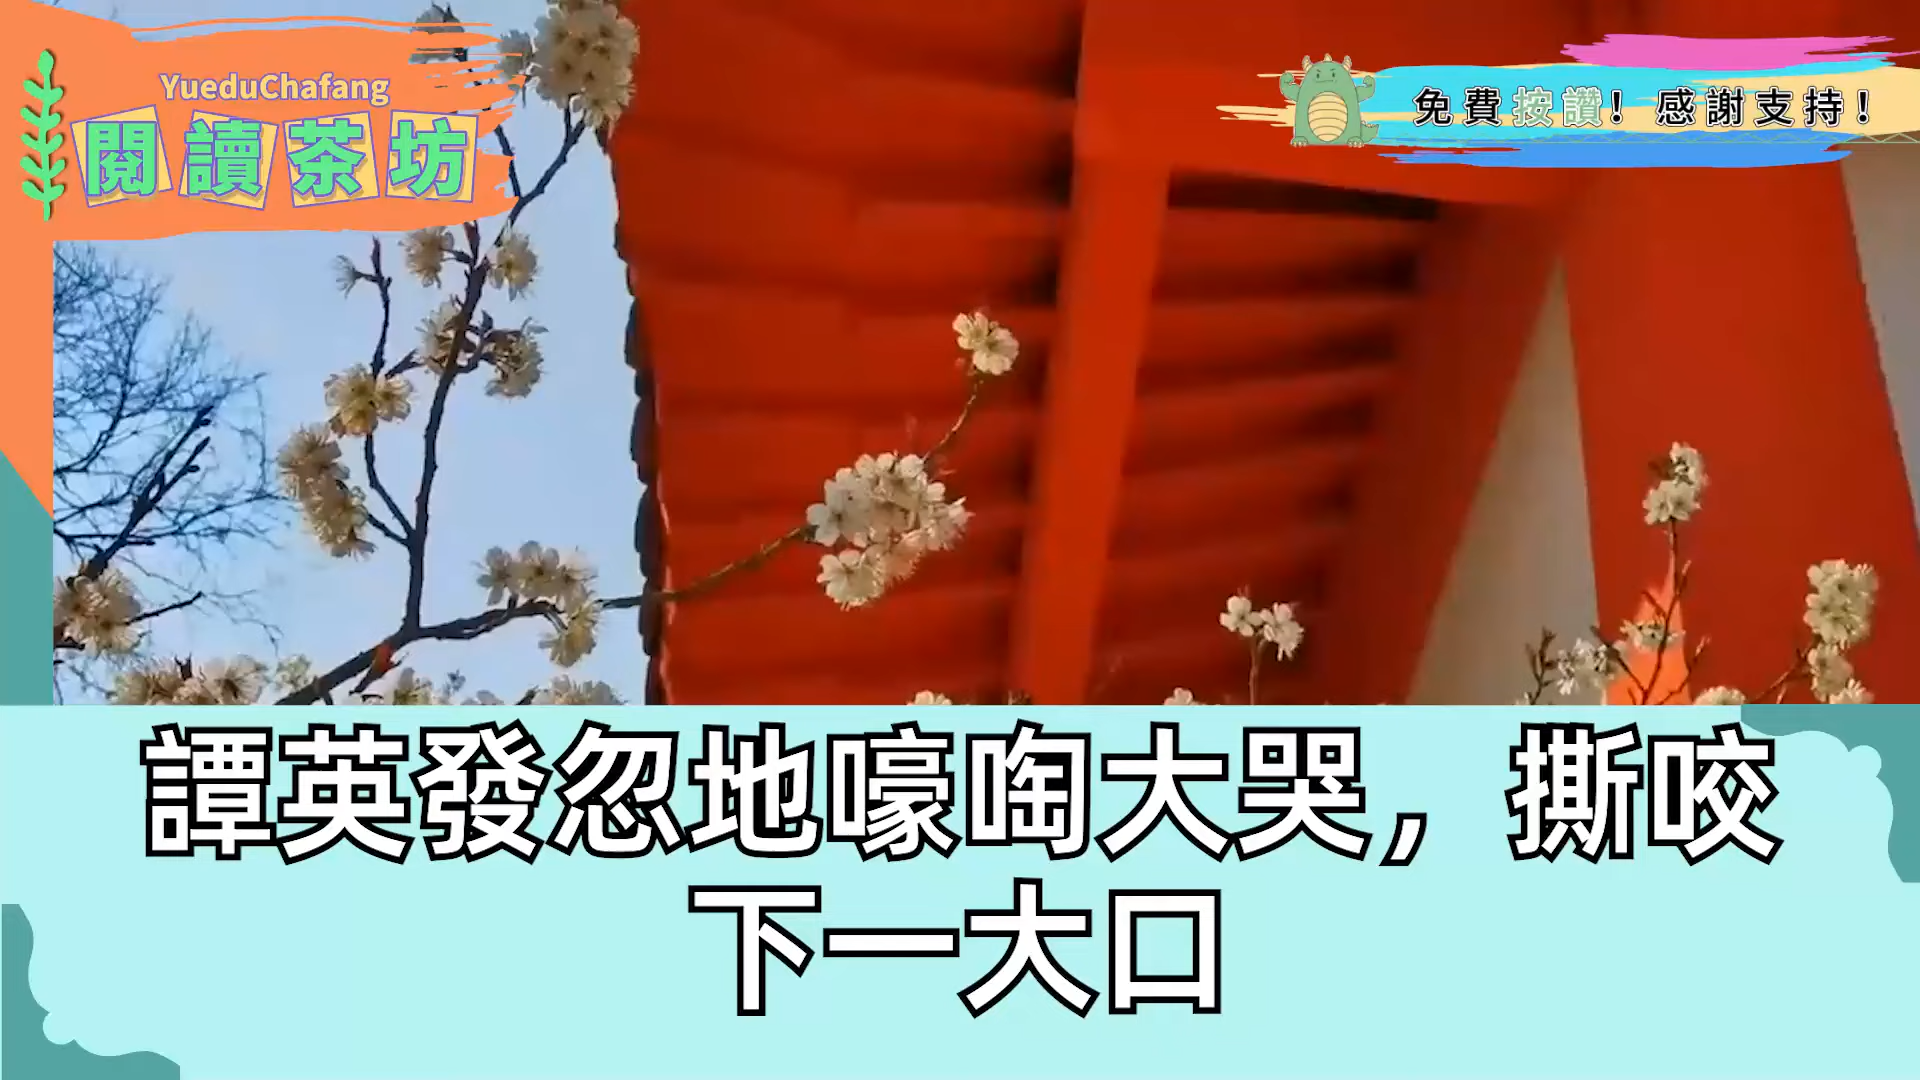 YueduChafang
閱讀茶坊
免費按讚！感謝支持！
譚英發忽地嚎啕大哭，撕咬
下一大口